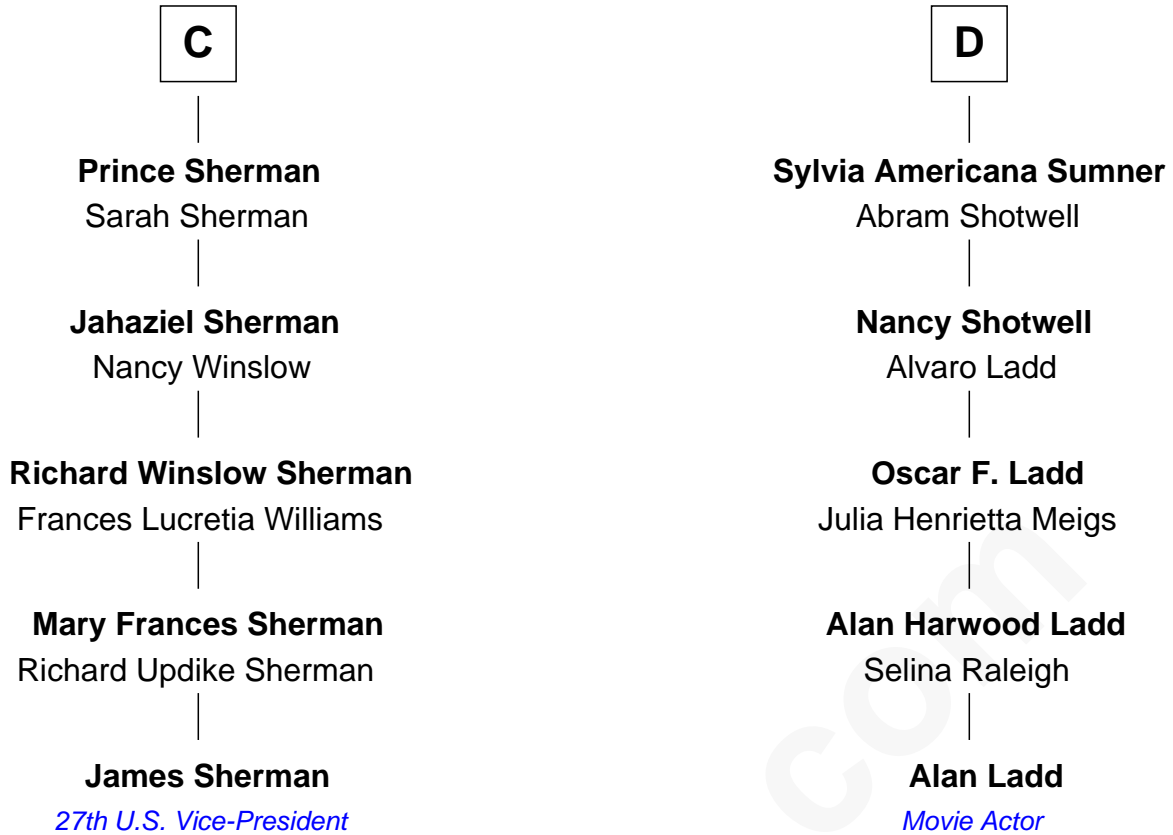 C
Prince Sherman
Sarah Sherman
Jahaziel Sherman
Nancy Winslow
Richard Winslow Sherman
Frances Lucretia Williams
Mary Frances Sherman
Richard Updike Sherman
James Sherman
27th U.S. Vice-President
D
Sylvia Americana Sumner
Abram Shotwell
Nancy Shotwell
Alvaro Ladd
Oscar F. Ladd
Julia Henrietta Meigs
Alan Harwood Ladd
Selina Raleigh
Alan Ladd
Movie Actor
com